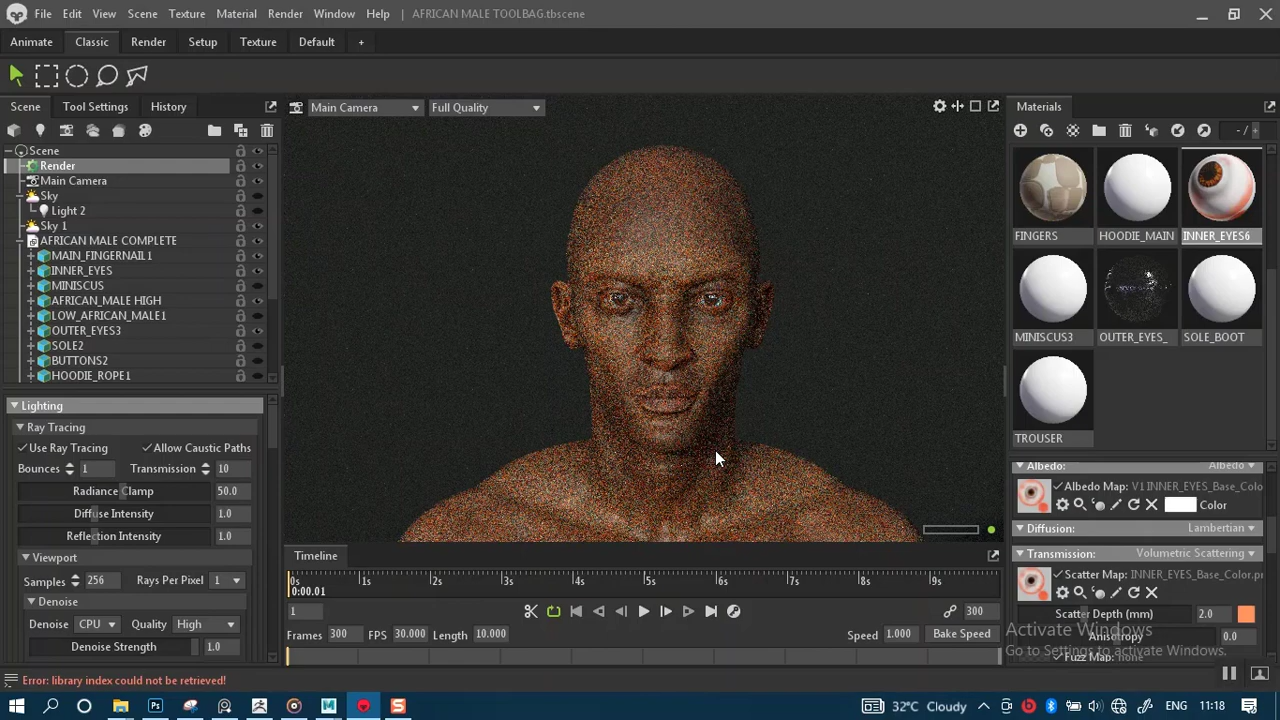 File Edit View Scene Texture Material Render Window Help AFRICAN MALE TOOLBAG.tbscene
Animate Classic Render Setup Texture Default +
Scene Tool Settings History
Main Camera Full Quality
Materials
- / +
Scene
Render
Main Camera
Sky
Light 2
Sky 1
AFRICAN MALE COMPLETE
MAIN_FINGERNAIL1
INNER_EYES
MINISCUS
AFRICAN_MALE HIGH
LOW_AFRICAN_MALE1
OUTER_EYES3
SOLE2
BUTTONS2
HOODIE_ROPE1
FINGERS HOODIE_MAIN INNER_EYES6
MINISCUS3 OUTER_EYES_ SOLE_BOOT
TROUSER
Lighting
Ray Tracing
Use Ray Tracing Allow Caustic Paths
Bounces 1 Transmission 10
Radiance Clamp 50.0
Diffuse Intensity 1.0
Reflection Intensity 1.0
Viewport
Samples 256 Rays Per Pixel 1
Denoise
Denoise CPU Quality High
Denoise Strength 1.0
Timeline
0s 1s 2s 3s 4s 5s 6s 7s 8s 9s
0:00.01
1 300
Frames 300 FPS 30.000 Length 10.000 Speed 1.000 Bake Speed
Albedo: Albedo
Albedo Map: V1 INNER_EYES_Base_Colo
Color
Diffusion: Lambertian
Transmission: Volumetric Scattering
Scatter Map: INNER_EYES_Base_Color.pr
Scatter Depth (mm) 2.0
Anisotropy 0.0
Fuzz Map: none
Activate Windows
Go to Settings to activate Windows.
Error: library index could not be retrieved!
32°C Cloudy ENG 11:18